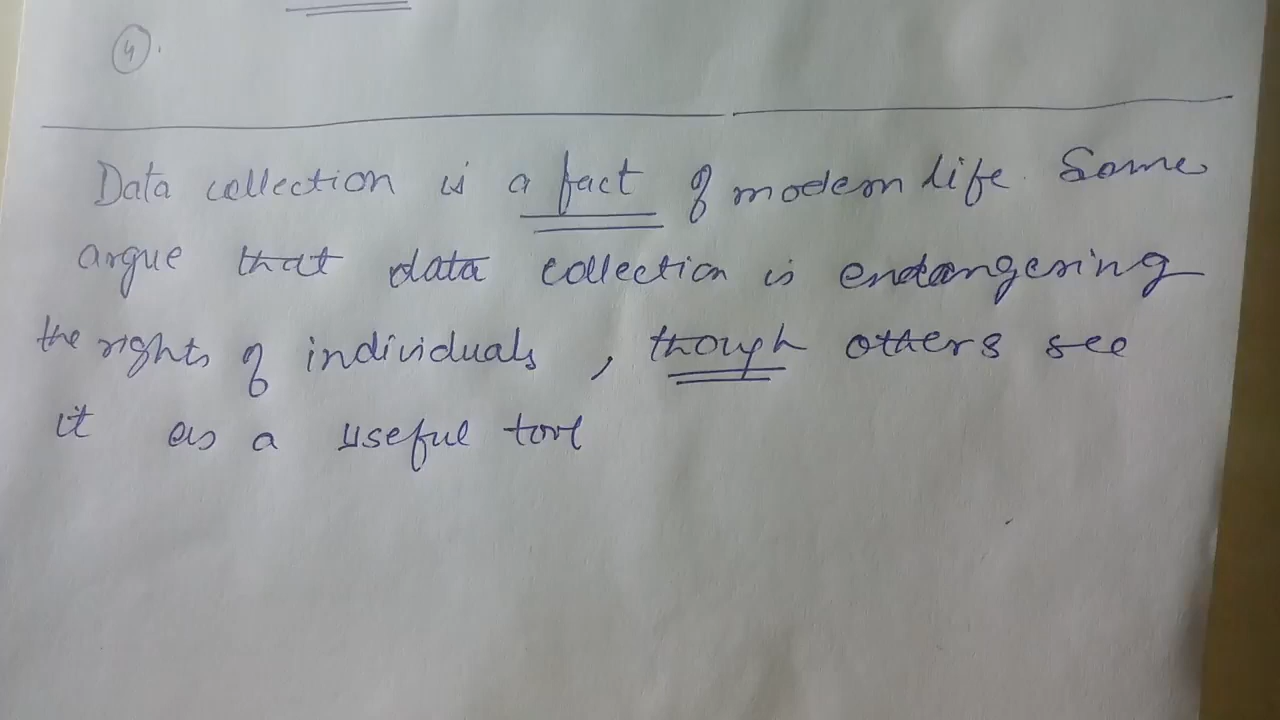 4.
Data collection is a fact of modern life. Some
argue that data collection is endangering
the rights of individuals, though others see
it as a useful tool